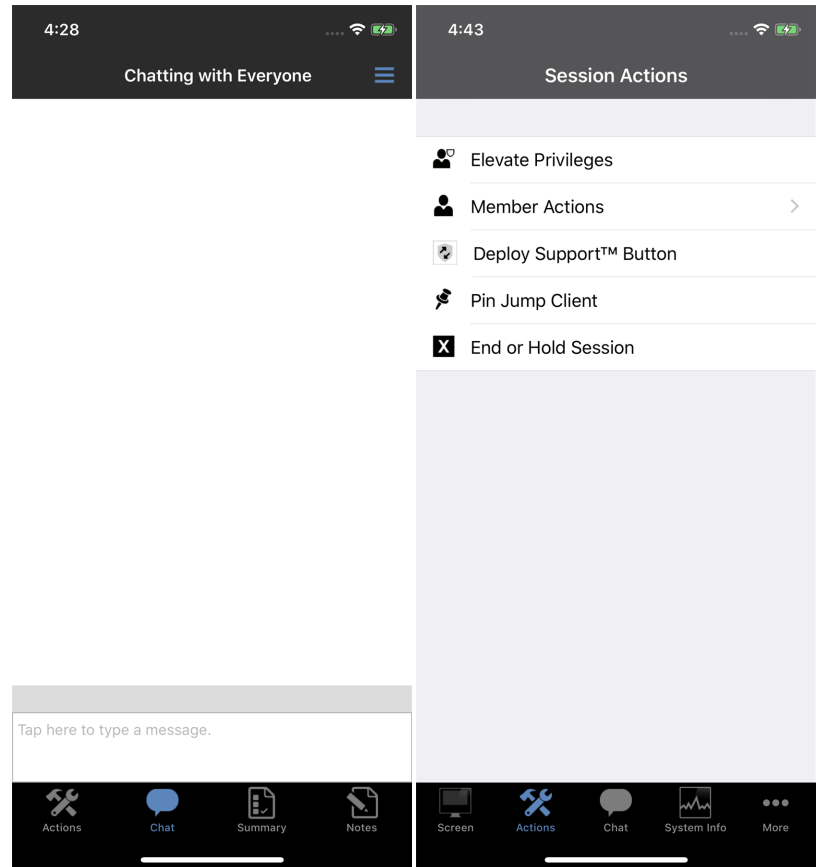 4:28
Chatting with Everyone
Tap here to type a message.
Actions
Chat
Summary
Notes
4:43
Session Actions
Elevate Privileges
Member Actions
Deploy Support™ Button
Pin Jump Client
X End or Hold Session
Screen
Actions
Chat
System Info
More